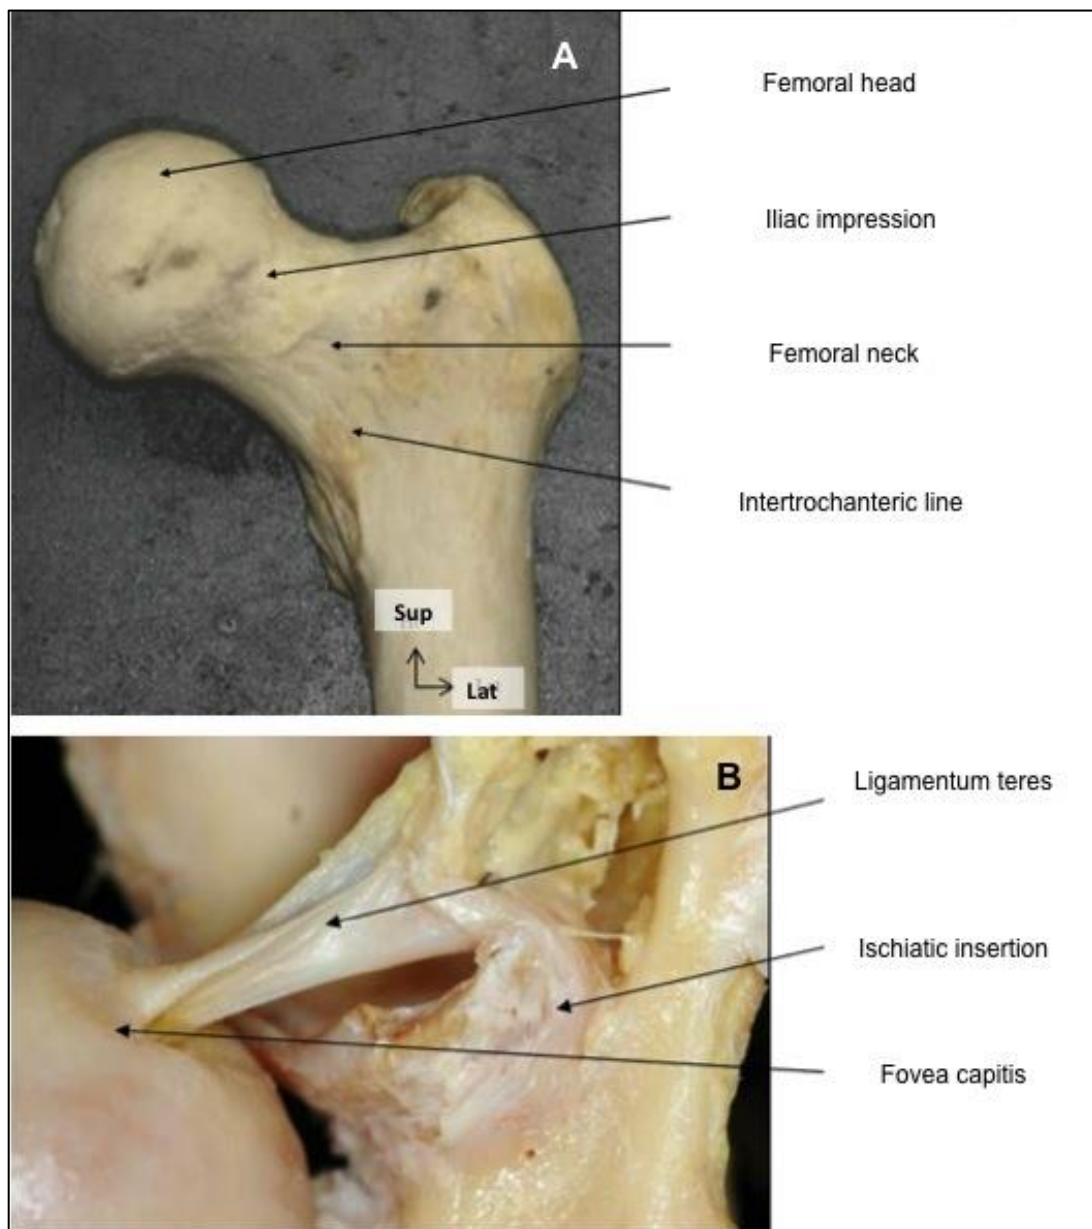 A
Femoral head
Iliac impression
Femoral neck
Intertrochanteric line
Sup
Lat
B
Ligamentum teres
Ischiatic insertion
Fovea capitis